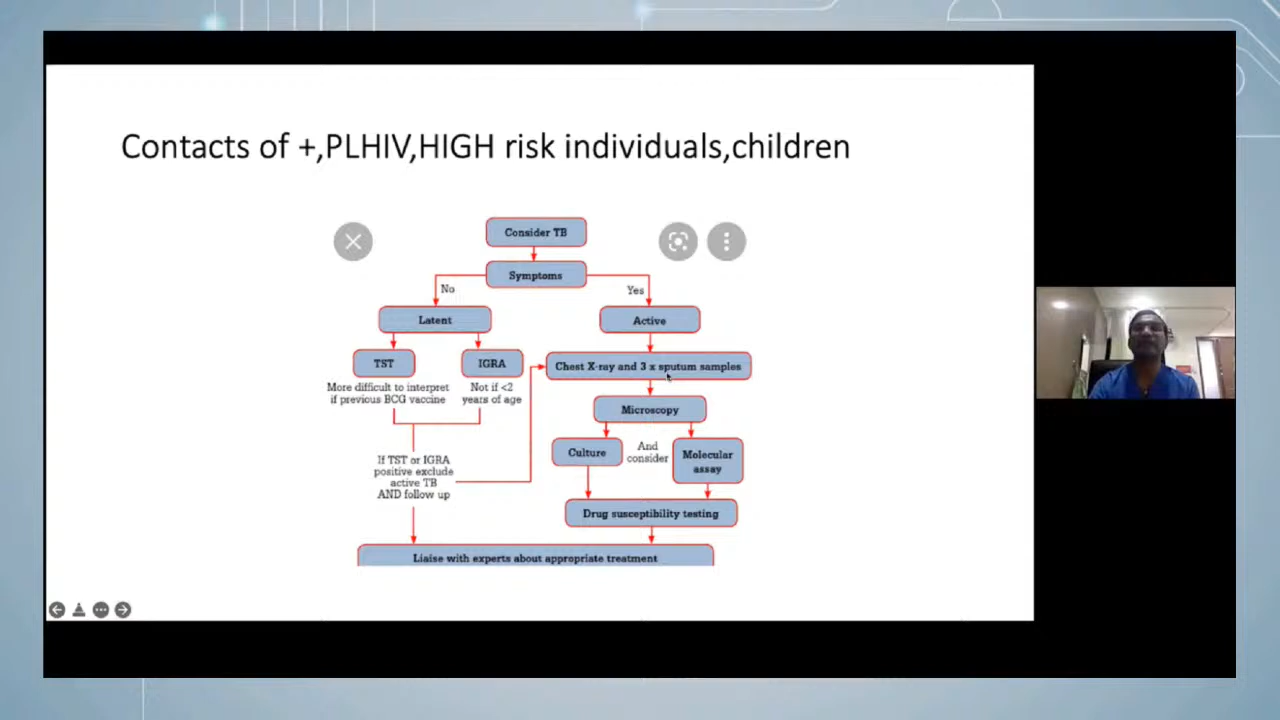 Contacts of +,PLHIV,HIGH risk individuals,children
Consider TB
Symptoms
No
Yes
Latent
Active
TST
IGRA
Chest X-ray and 3 x sputum samples
More difficult to interpret
if previous BCG vaccine
Not if <2
years of age
Microscopy
Culture
And
consider
Molecular
assay
If TST or IGRA
positive exclude
active TB
AND follow up
Drug susceptibility testing
Liaise with experts about appropriate treatment